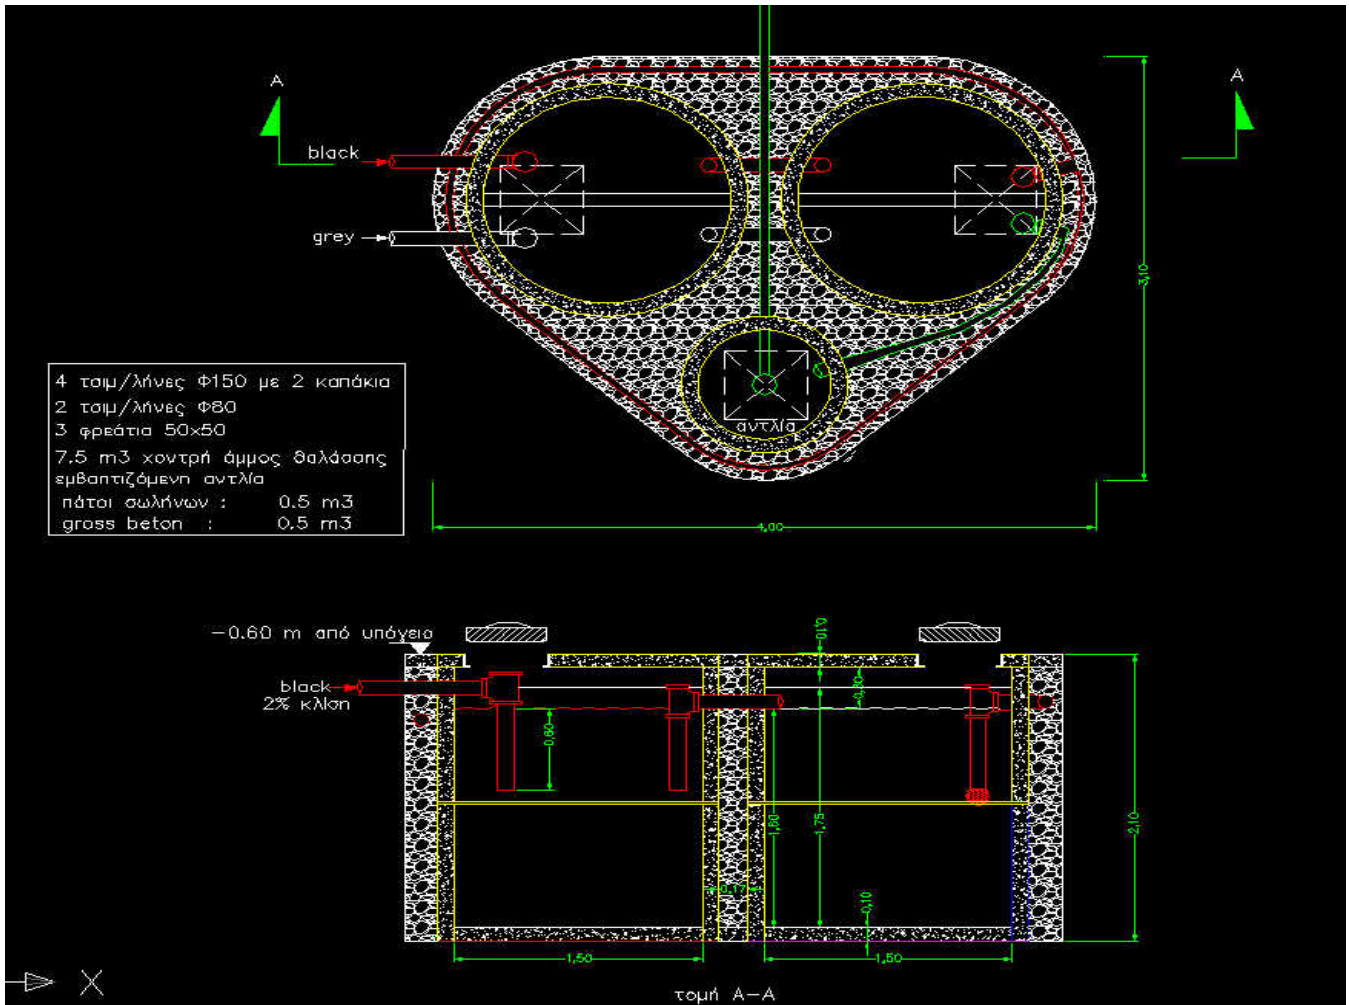 A
A
black
grey
3,10
αντλία
4 τσιμ/λήνες Φ150 με 2 καπάκια
2 τσιμ/λήνες Φ80
3 φρεάτια 50x50
7.5 m3 χοντρή άμμος θαλάσσης
εμβαπτιζόμενη αντλία
πάτοι σωλήνων : 0.5 m3
gross beton : 0.5 m3
4,00
-0.60 m από υπόγειο
0,10
black
2% κλίση
0,30
0,60
1,60
1,75
2,10
0,17
0,10
1,50
1,50
X
τομή A-A